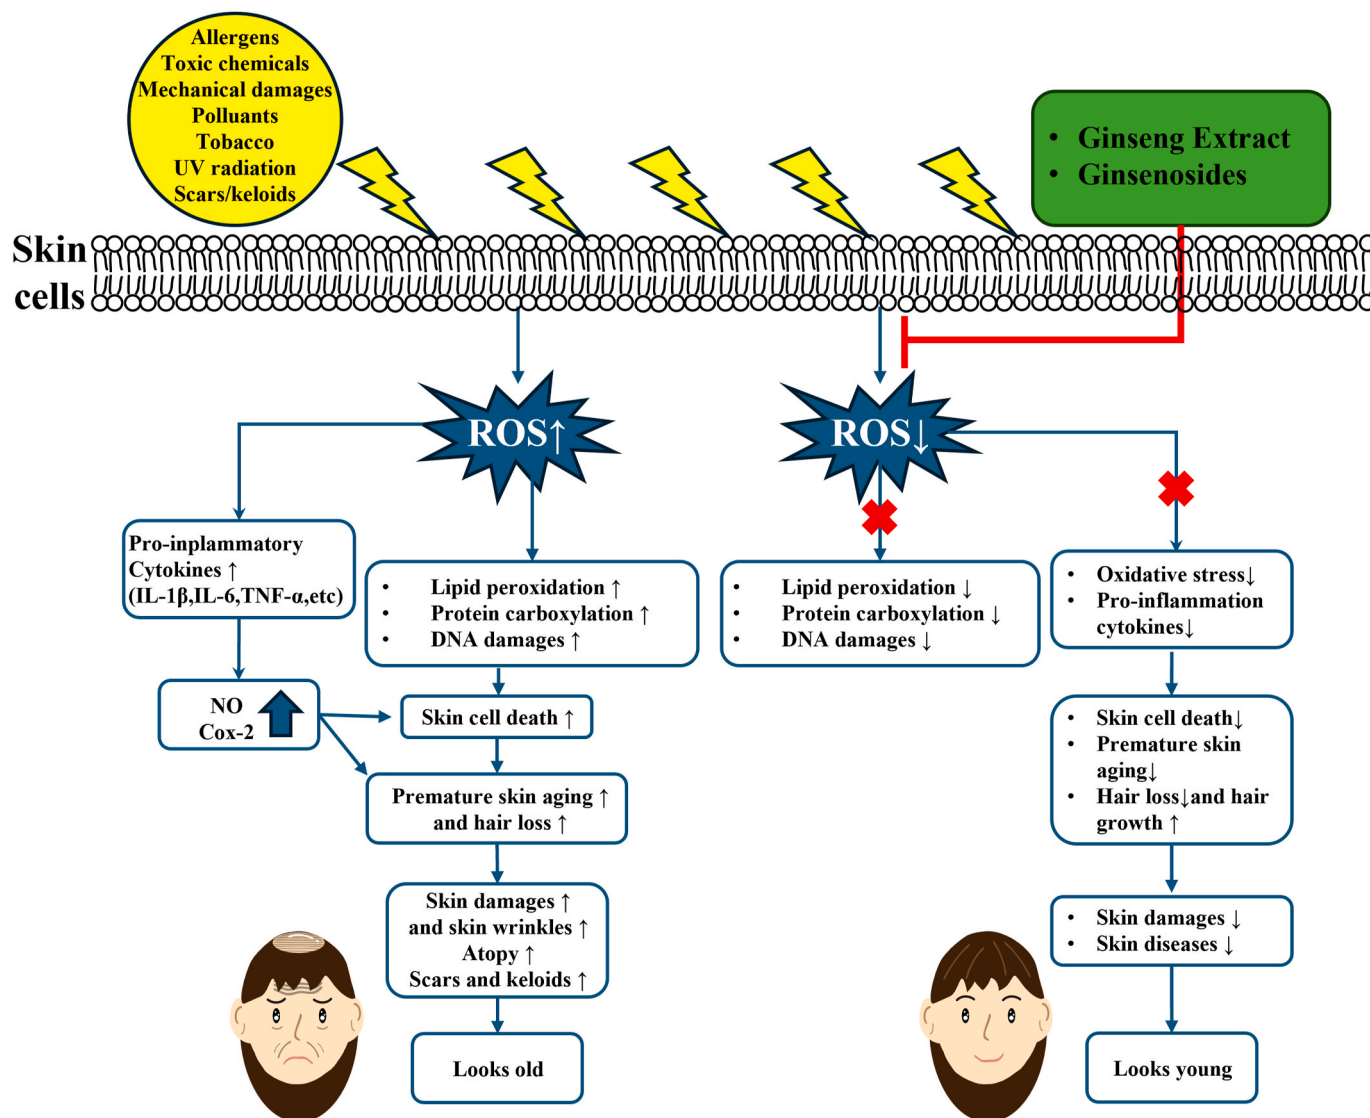 Allergens
Toxic chemicals
Mechanical damages
Polluants
Tobacco
UV radiation
Scars/keloids
• Ginseng Extract
• Ginsenosides
Skin
cells
ROS↑
ROS↓
Pro-inplammatory
Cytokines ↑
(IL-1β,IL-6,TNF-α,etc)
• Lipid peroxidation ↑
• Protein carboxylation ↑
• DNA damages ↑
• Lipid peroxidation ↓
• Protein carboxylation ↓
• DNA damages ↓
• Oxidative stress↓
• Pro-inflammation
cytokines↓
NO
Cox-2
Skin cell death ↑
• Skin cell death↓
• Premature skin
aging↓
• Hair loss↓and hair
growth ↑
Premature skin aging ↑
and hair loss ↑
Skin damages ↑
and skin wrinkles ↑
Atopy ↑
Scars and keloids ↑
• Skin damages ↓
• Skin diseases ↓
Looks old
Looks young